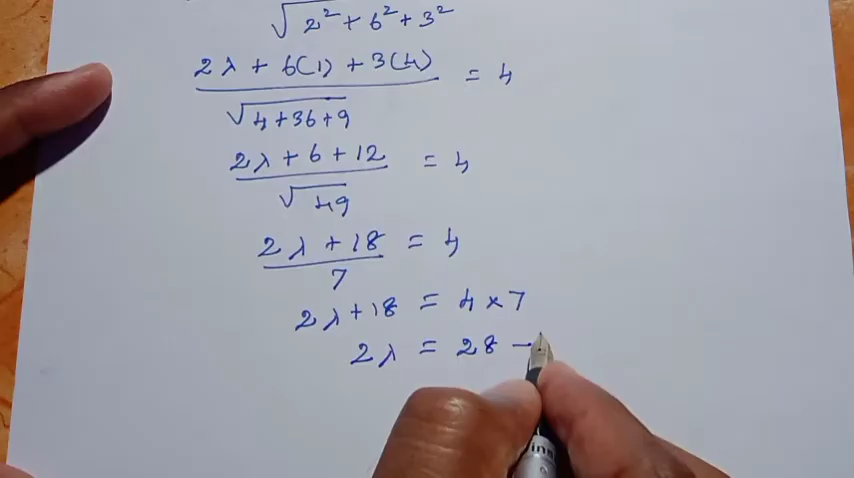 √2² + 6² + 3²
2λ + 6(1) + 3(4) / √4+36+9 = 4
2λ + 6 + 12 / √49 = 4
2λ + 18 / 7 = 4
2λ+18 = 4 × 7
2λ = 28 −